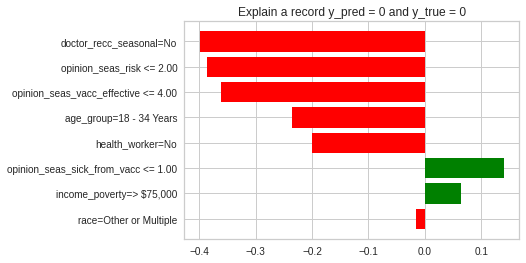 Explain a record y_pred = 0 and y_true = 0
doctor_recc_seasonal=No
opinion_seas_risk <= 2.00
opinion_seas_vacc_effective <= 4.00
age_group=18 - 34 Years
health_worker=No
opinion_seas_sick_from_vacc <= 1.00
income_poverty=> $75,000
race=Other or Multiple
−0.4 −0.3 −0.2 −0.1 0.0 0.1